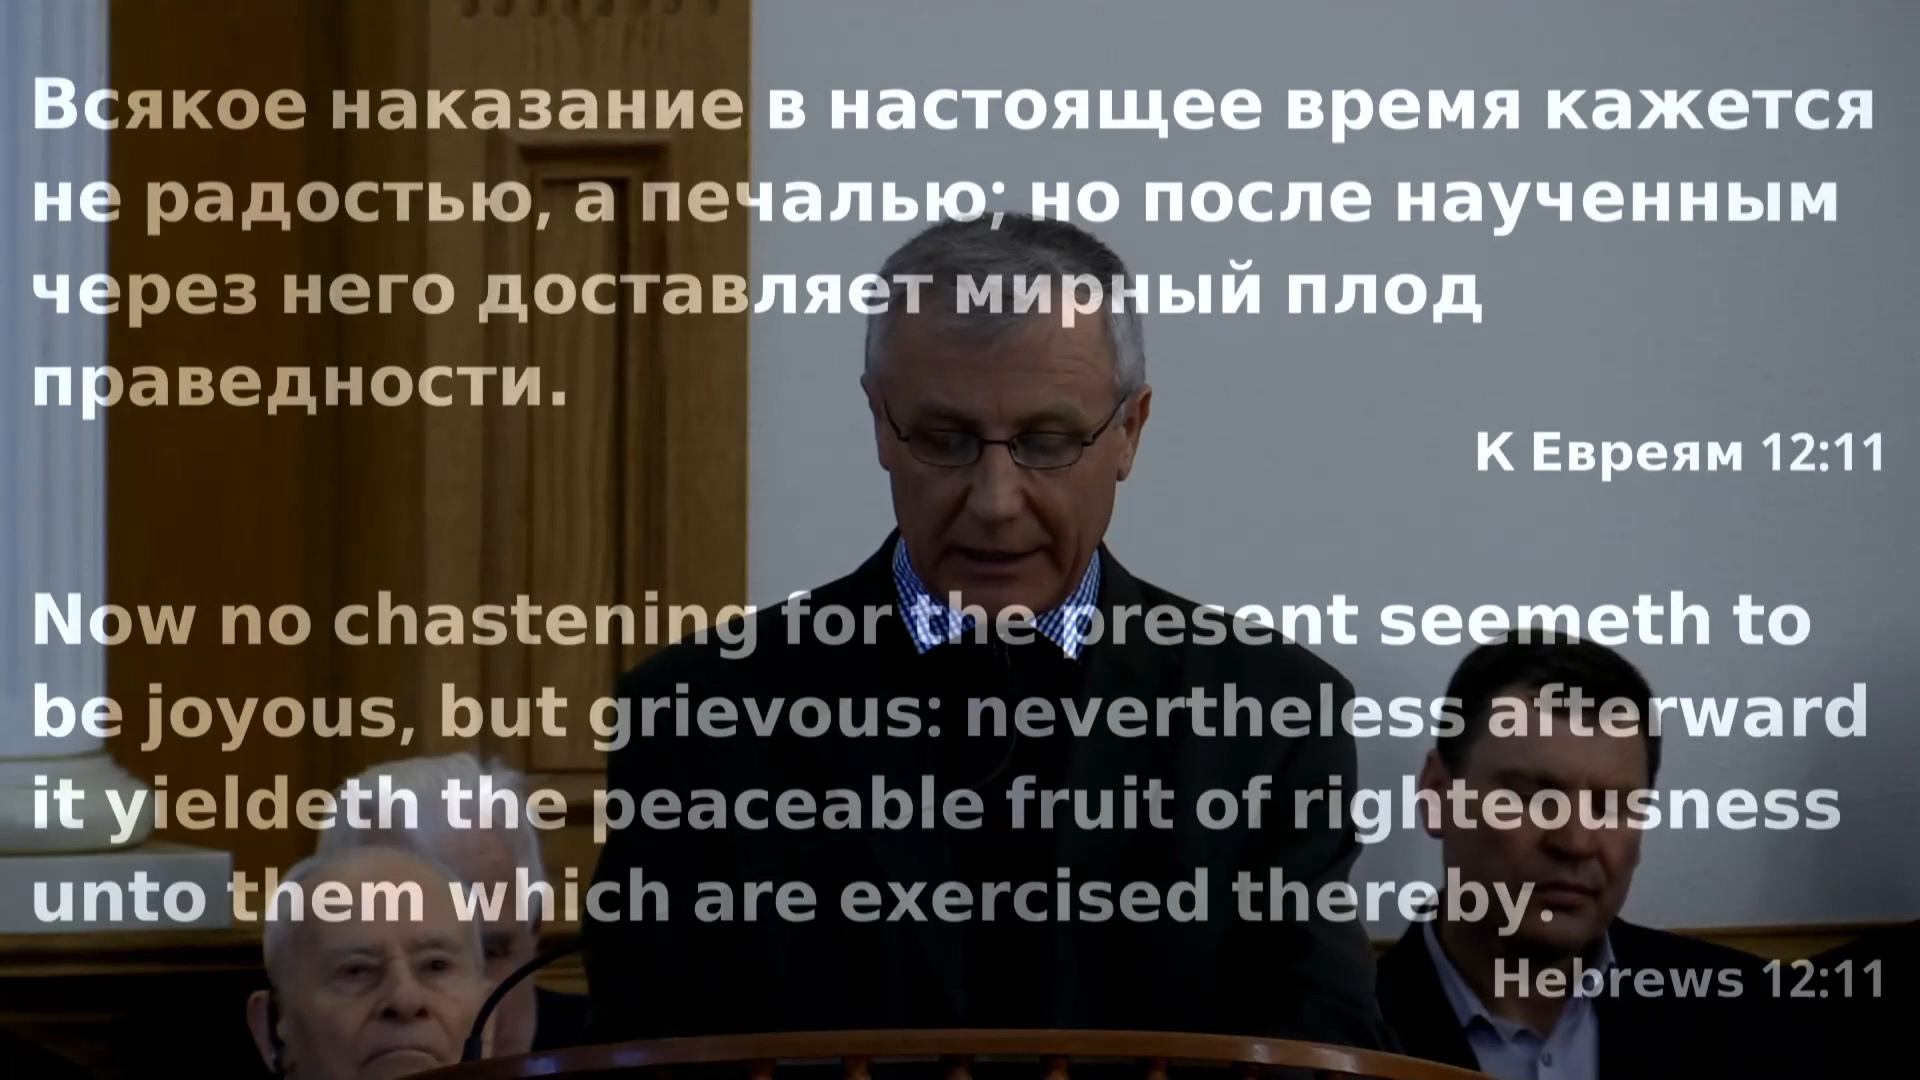 Всякое наказание в настоящее время кажется
не радостью, а печалью; но после наученным
через него доставляет мирный плод
праведности.
К Евреям 12:11
Now no chastening for the present seemeth to
be joyous, but grievous: nevertheless afterward
it yieldeth the peaceable fruit of righteousness
unto them which are exercised thereby.
Hebrews 12:11